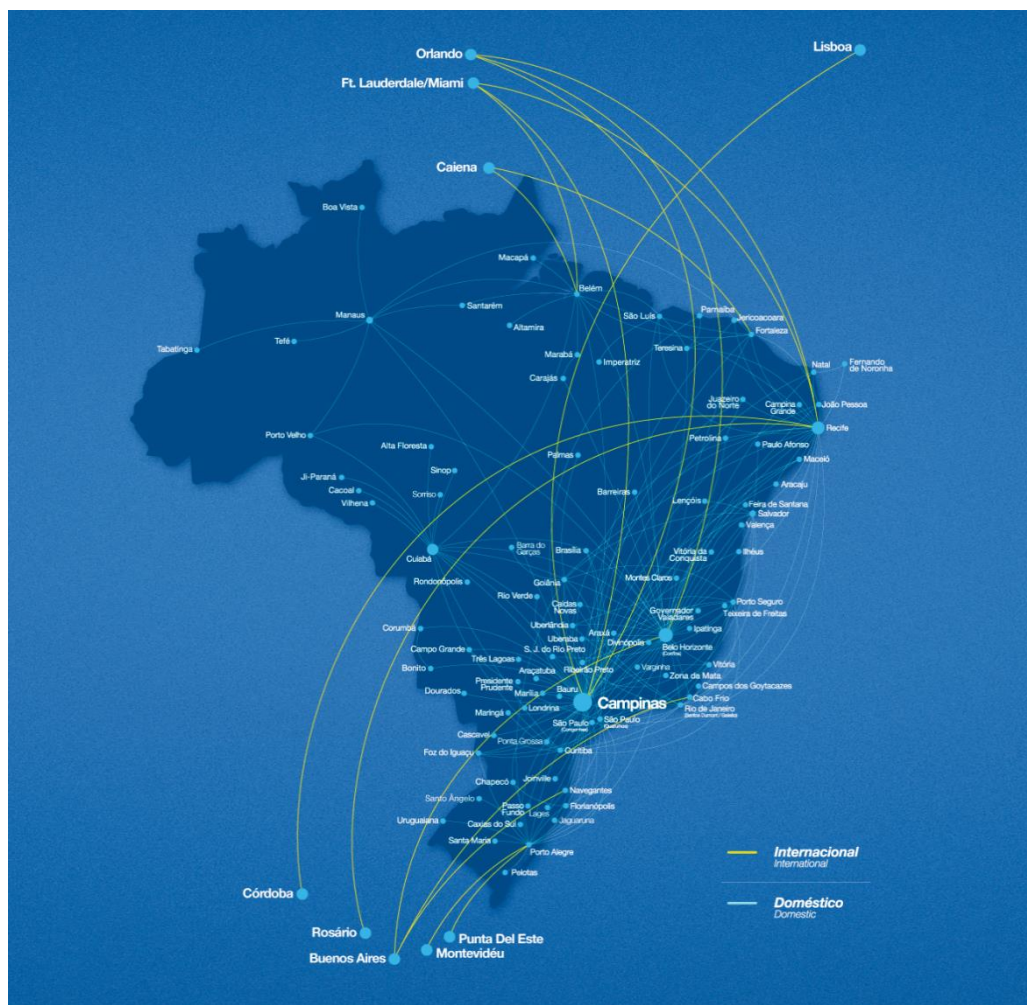 Orlando
Lisboa
Ft. Lauderdale/Miami
Caiena
Boa Vista
Macapá
Belém
Santarém
Manaus
Altamira
São Luís
Parnaíba
Jericoacoara
Fortaleza
Tefé
Tabatinga
Teresina
Marabá
Imperatriz
Carajás
Natal
Fernando
de Noronha
Juazeiro
do Norte
Campina
Grande
João Pessoa
Recife
Porto Velho
Alta Floresta
Petrolina
Paulo Afonso
Palmas
Maceió
Sinop
Ji-Paraná
Cacoal
Sorriso
Vilhena
Barreiras
Aracaju
Lençóis
Feira de Santana
Salvador
Valença
Cuiabá
Barra do
Garças
Brasília
Vitória da
Conquista
Ilhéus
Rondonópolis
Goiânia
Montes Claros
Rio Verde
Caldas
Novas
Porto Seguro
Teixeira de Freitas
Governador
Valadares
Corumbá
Uberlândia
Uberaba
Araxá
Divinópolis
Ipatinga
Belo Horizonte
(Confins)
Campo Grande
S. J. do Rio Preto
Três Lagoas
Bonito
Araçatuba
Ribeirão Preto
Varginha
Vitória
Zona da Mata
Presidente
Prudente
Dourados
Marília
Bauru
Campos dos Goytacazes
Cabo Frio
Campinas
Rio de Janeiro
(Santos Dumont / Galeão)
Maringá
Londrina
São Paulo
(Congonhas)
São Paulo
(Guarulhos)
Cascavel
Ponta Grossa
Foz do Iguaçu
Curitiba
Chapecó
Joinville
Navegantes
Santo Ângelo
Passo
Fundo
Lages
Florianópolis
Uruguaiana
Caxias do Sul
Jaguaruna
Santa Maria
Porto Alegre
Pelotas
Internacional
International
Doméstico
Domestic
Córdoba
Rosário
Punta Del Este
Montevidéu
Buenos Aires